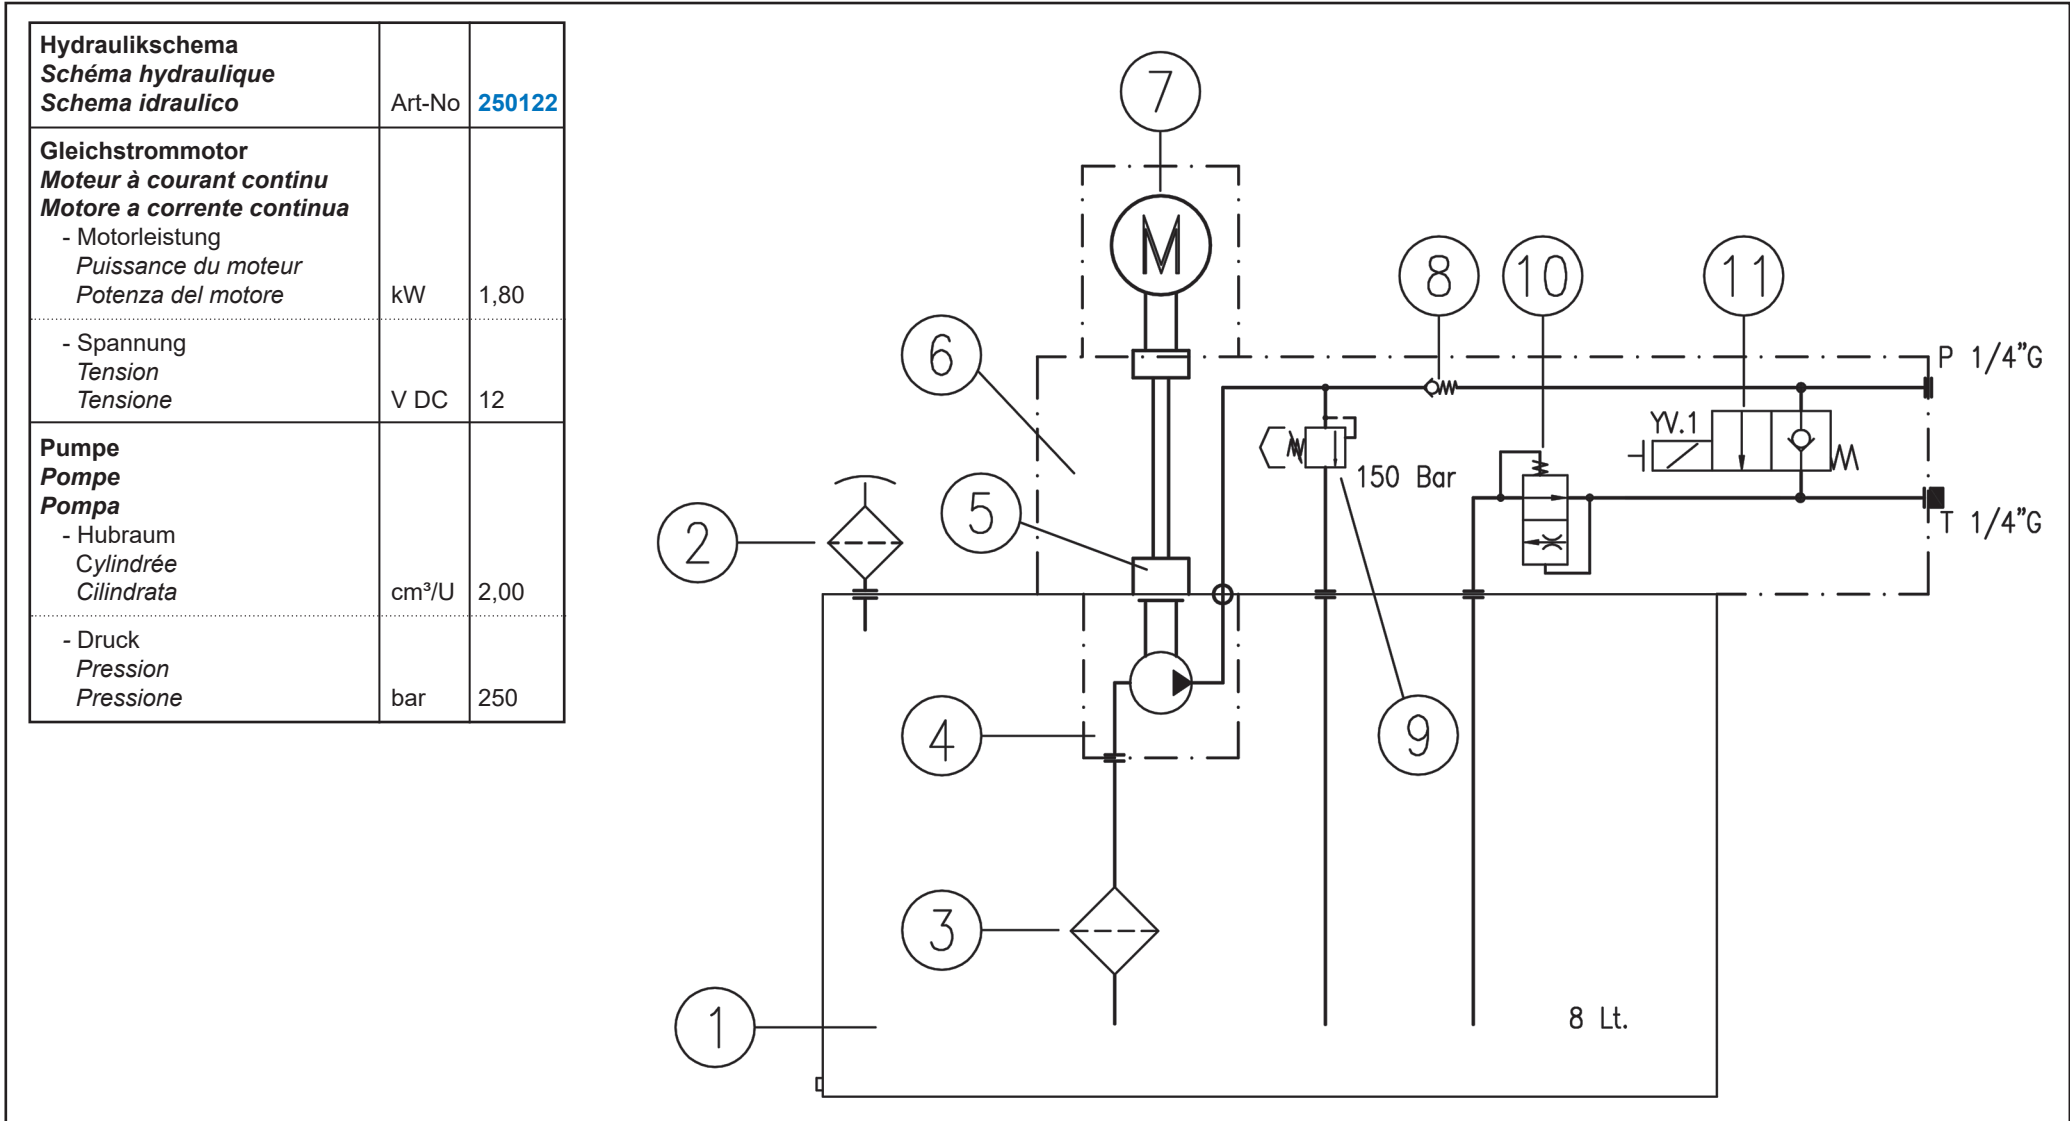 Hydraulikschema
Schéma hydraulique
Schema idraulico Art-No 250122
Gleichstrommotor
Moteur à courant continu
Motore a corrente continua
- Motorleistung
Puissance du moteur
Potenza del motore kW 1,80
- Spannung
Tension
Tensione V DC 12
Pumpe
Pompe
Pompa
- Hubraum
Cylindrée
Cilindrata cm³/U 2,00
- Druck
Pression
Pressione bar 250
7
M
8
10
11
6
P 1/4"G
YV.1
150 Bar
5
2
T 1/4"G
4
9
3
1
8 Lt.